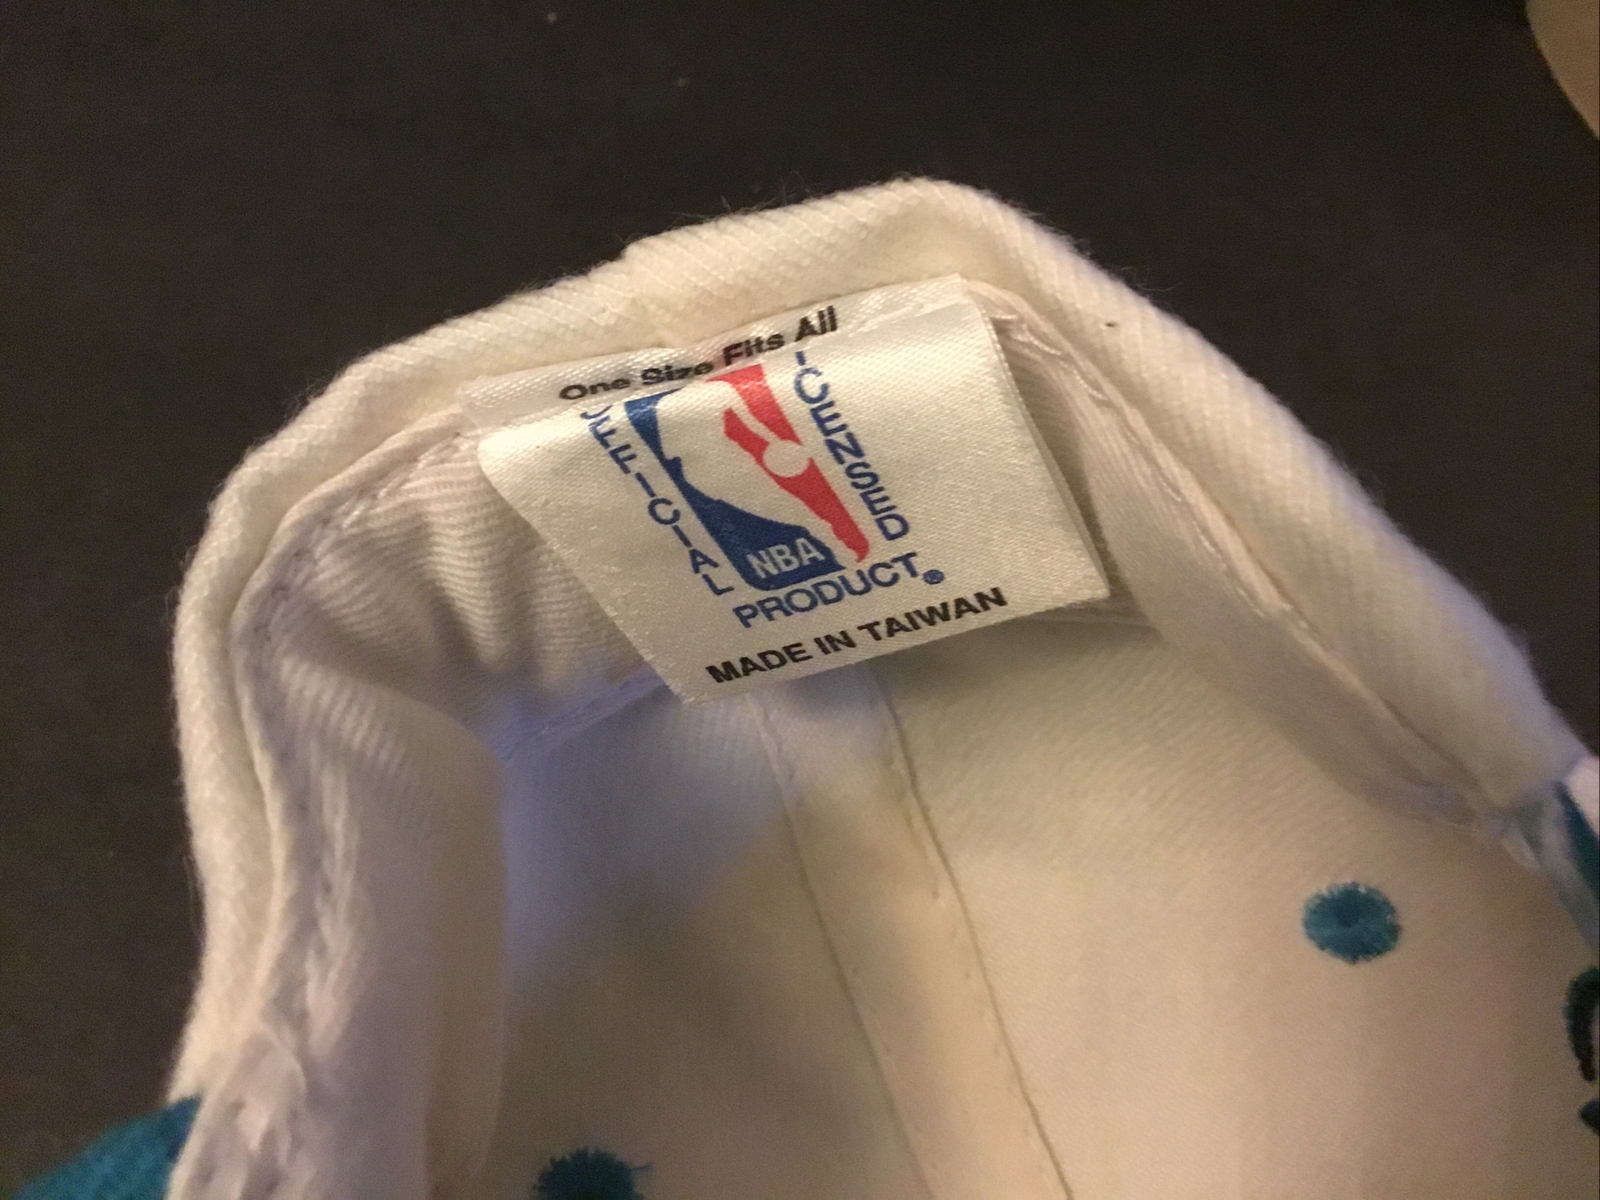 One Size Fits All
OFFICIAL
NBA
LICENSED
PRODUCT®
MADE IN TAIWAN